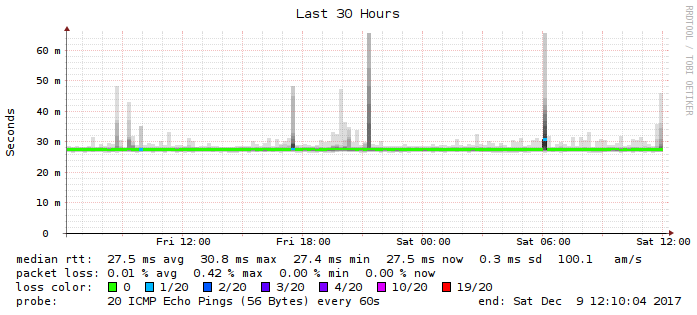 Last 30 Hours
RRDTOOL / TOBI OETIKER
Seconds
60 m
50 m
40 m
30 m
20 m
10 m
0
Fri 12:00 Fri 18:00 Sat 00:00 Sat 06:00 Sat 12:00
median rtt: 27.5 ms avg 30.8 ms max 27.4 ms min 27.5 ms now 0.3 ms sd 100.1 am/s
packet loss: 0.01 % avg 0.42 % max 0.00 % min 0.00 % now
loss color: 0 1/20 2/20 3/20 4/20 10/20 19/20
probe: 20 ICMP Echo Pings (56 Bytes) every 60s end: Sat Dec 9 12:10:04 2017